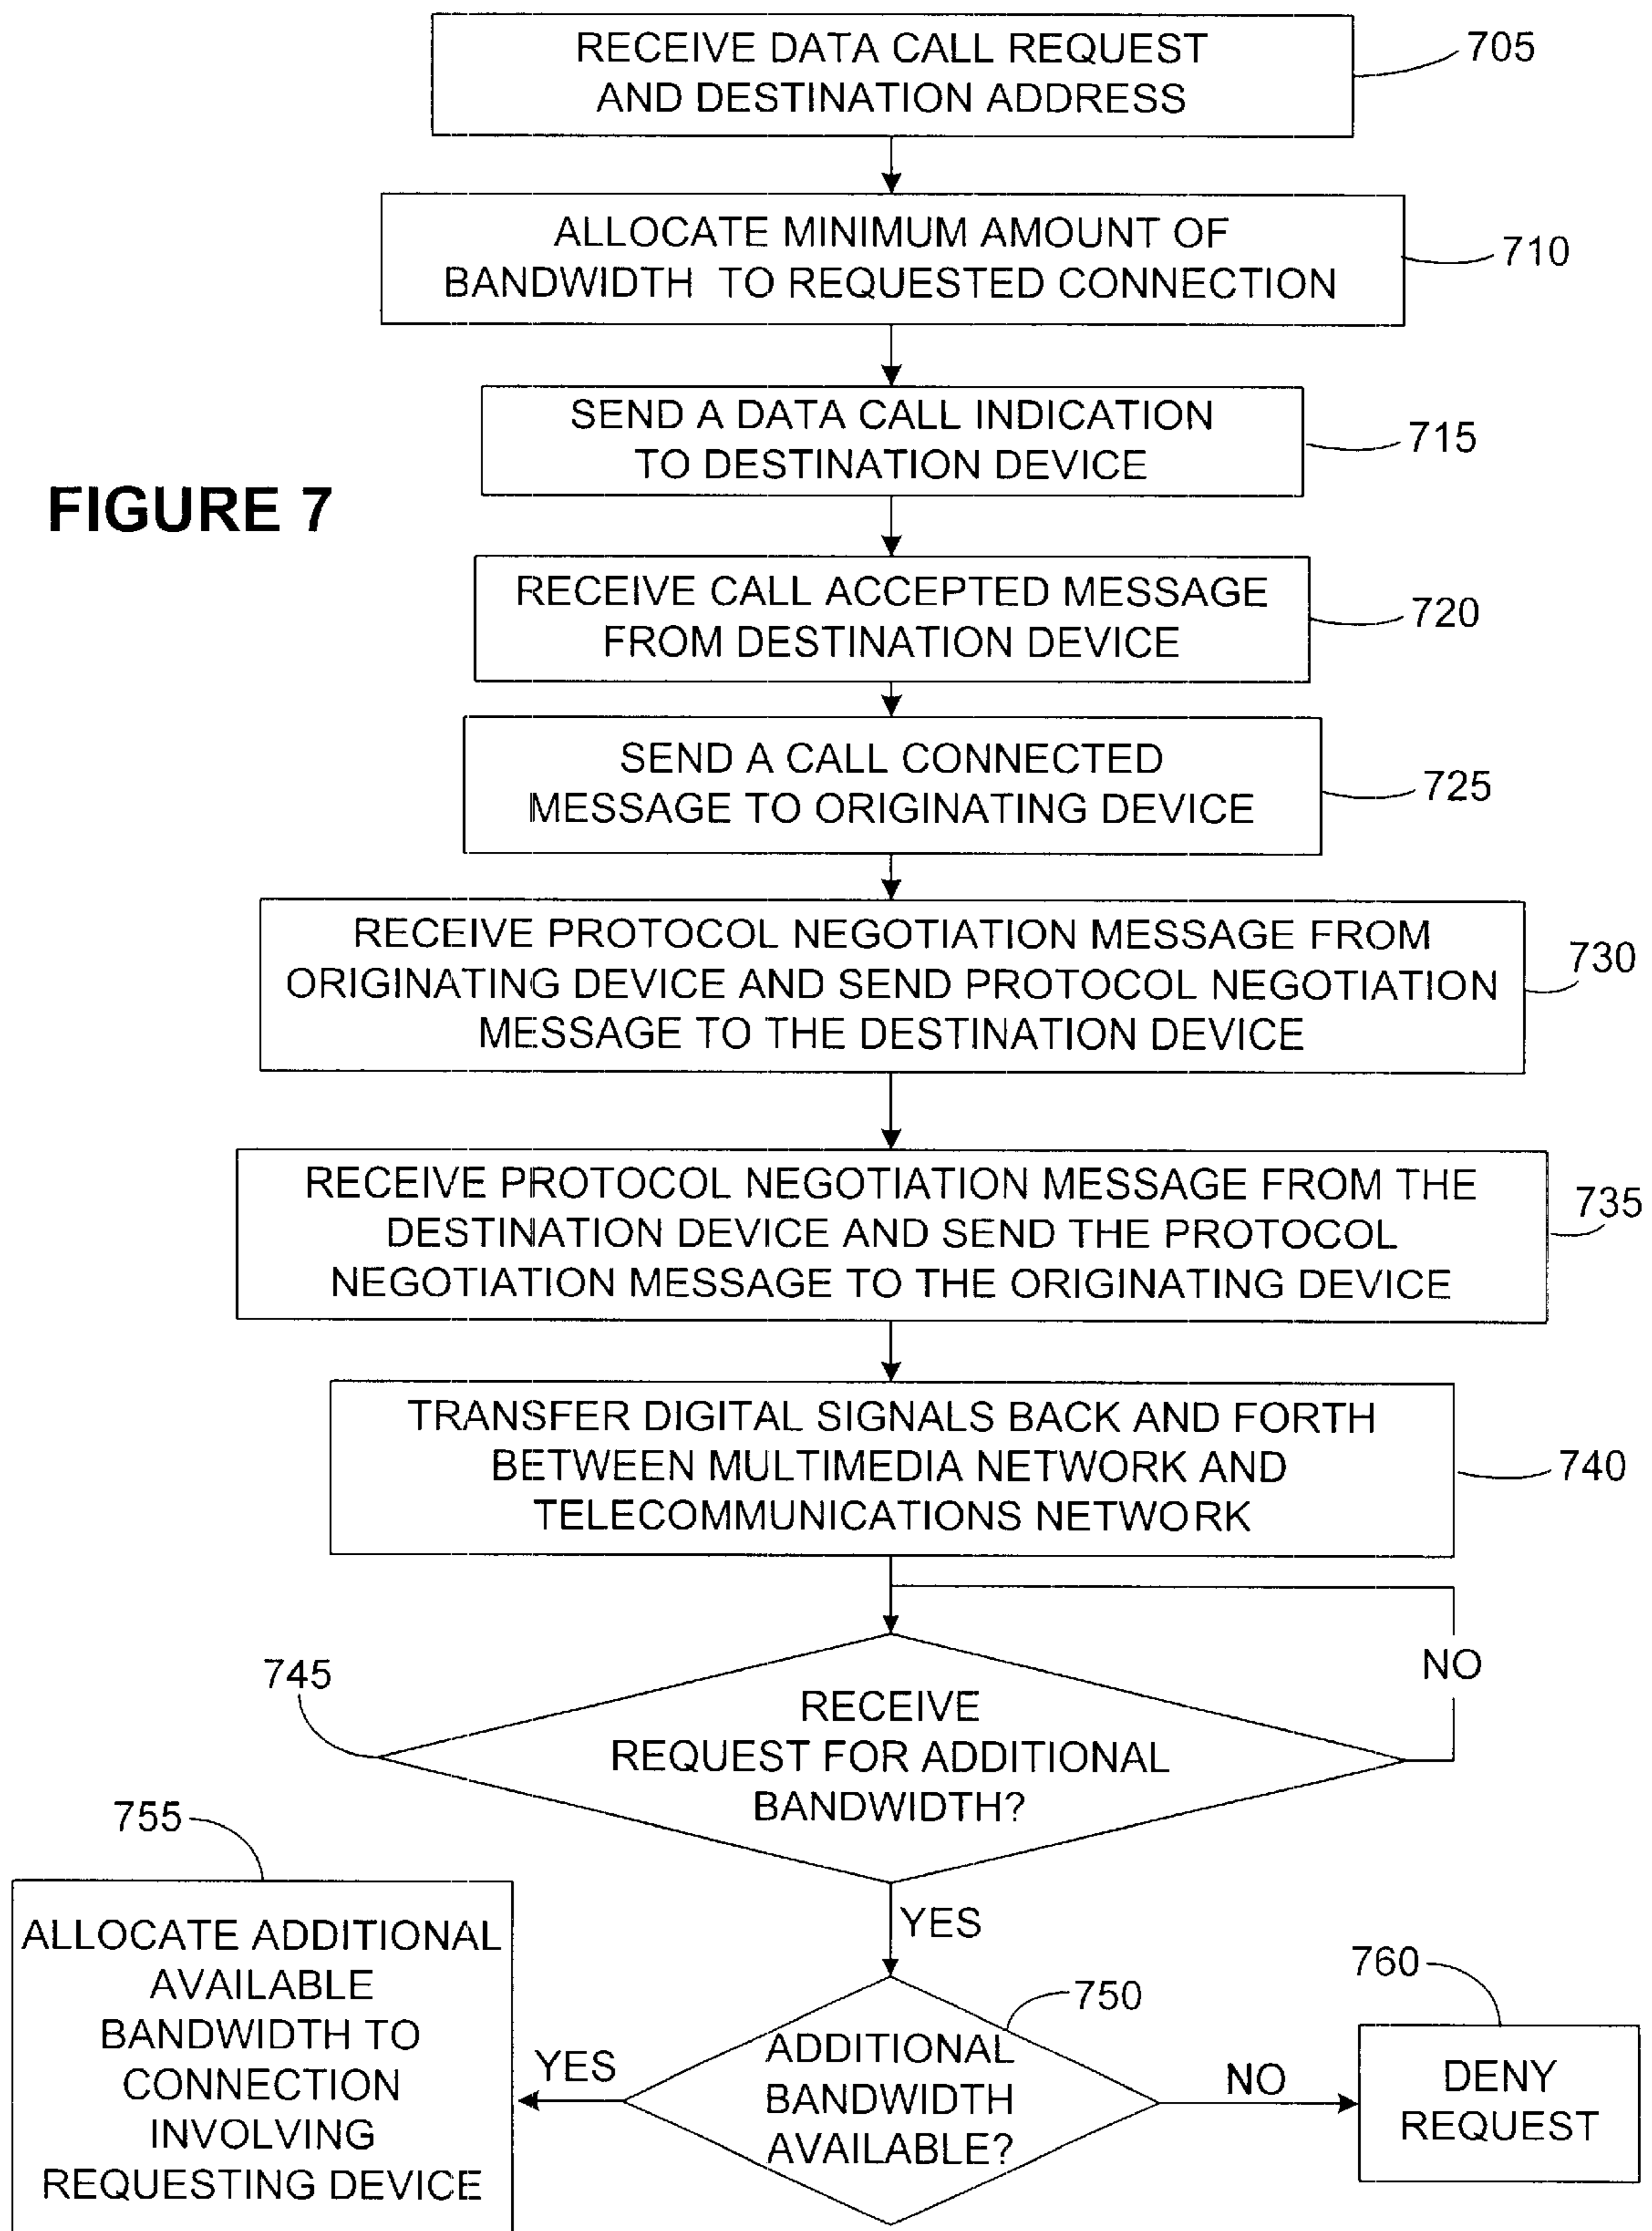 RECEIVE DATA CALL REQUEST
AND DESTINATION ADDRESS
705
ALLOCATE MINIMUM AMOUNT OF
BANDWIDTH TO REQUESTED CONNECTION
710
SEND A DATA CALL INDICATION
TO DESTINATION DEVICE
715
FIGURE 7
RECEIVE CALL ACCEPTED MESSAGE
FROM DESTINATION DEVICE
720
SEND A CALL CONNECTED
MESSAGE TO ORIGINATING DEVICE
725
RECEIVE PROTOCOL NEGOTIATION MESSAGE FROM
ORIGINATING DEVICE AND SEND PROTOCOL NEGOTIATION
MESSAGE TO THE DESTINATION DEVICE
730
RECEIVE PROTOCOL NEGOTIATION MESSAGE FROM THE
DESTINATION DEVICE AND SEND THE PROTOCOL
NEGOTIATION MESSAGE TO THE ORIGINATING DEVICE
735
TRANSFER DIGITAL SIGNALS BACK AND FORTH
BETWEEN MULTIMEDIA NETWORK AND
TELECOMMUNICATIONS NETWORK
740
745
RECEIVE
REQUEST FOR ADDITIONAL
BANDWIDTH?
NO
YES
755
ALLOCATE ADDITIONAL
AVAILABLE
BANDWIDTH TO
CONNECTION
INVOLVING
REQUESTING DEVICE
YES
750
ADDITIONAL
BANDWIDTH
AVAILABLE?
NO
760
DENY
REQUEST